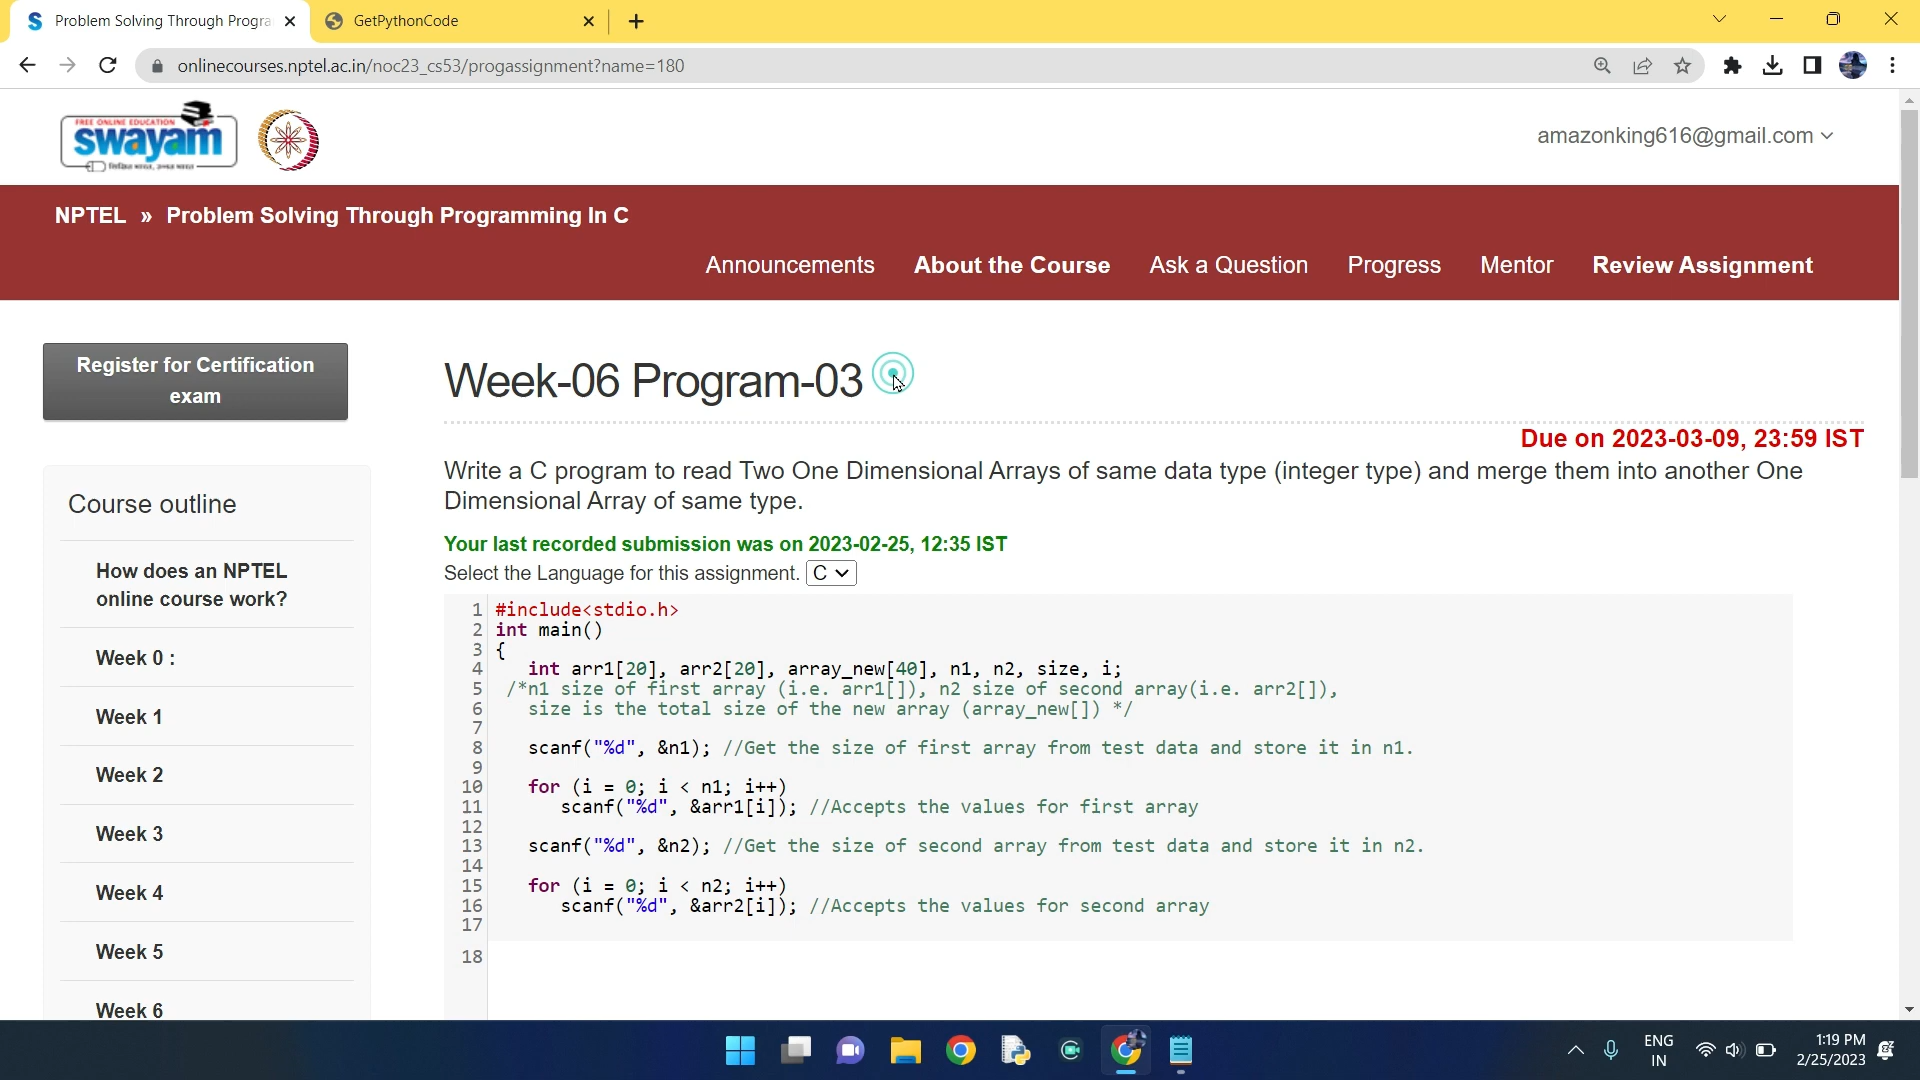 Problem Solving Through Progra
GetPythonCode
onlinecourses.nptel.ac.in/noc23_cs53/progassignment?name=180
FREE ONLINE EDUCATION
swayam
amazonking616@gmail.com
NPTEL » Problem Solving Through Programming In C
Announcements About the Course Ask a Question Progress Mentor Review Assignment
Register for Certification
exam
Course outline
How does an NPTEL
online course work?
Week 0 :
Week 1
Week 2
Week 3
Week 4
Week 5
Week 6
Week-06 Program-03
Due on 2023-03-09, 23:59 IST
Write a C program to read Two One Dimensional Arrays of same data type (integer type) and merge them into another One
Dimensional Array of same type.
Your last recorded submission was on 2023-02-25, 12:35 IST
Select the Language for this assignment. C
1 #include<stdio.h>
2 int main()
3 {
4 int arr1[20], arr2[20], array_new[40], n1, n2, size, i;
5 /*n1 size of first array (i.e. arr1[]), n2 size of second array(i.e. arr2[]),
6 size is the total size of the new array (array_new[]) */
7
8 scanf("%d", &n1); //Get the size of first array from test data and store it in n1.
9
10 for (i = 0; i < n1; i++)
11 scanf("%d", &arr1[i]); //Accepts the values for first array
12
13 scanf("%d", &n2); //Get the size of second array from test data and store it in n2.
14
15 for (i = 0; i < n2; i++)
16 scanf("%d", &arr2[i]); //Accepts the values for second array
17
18
ENG
IN
1:19 PM
2/25/2023